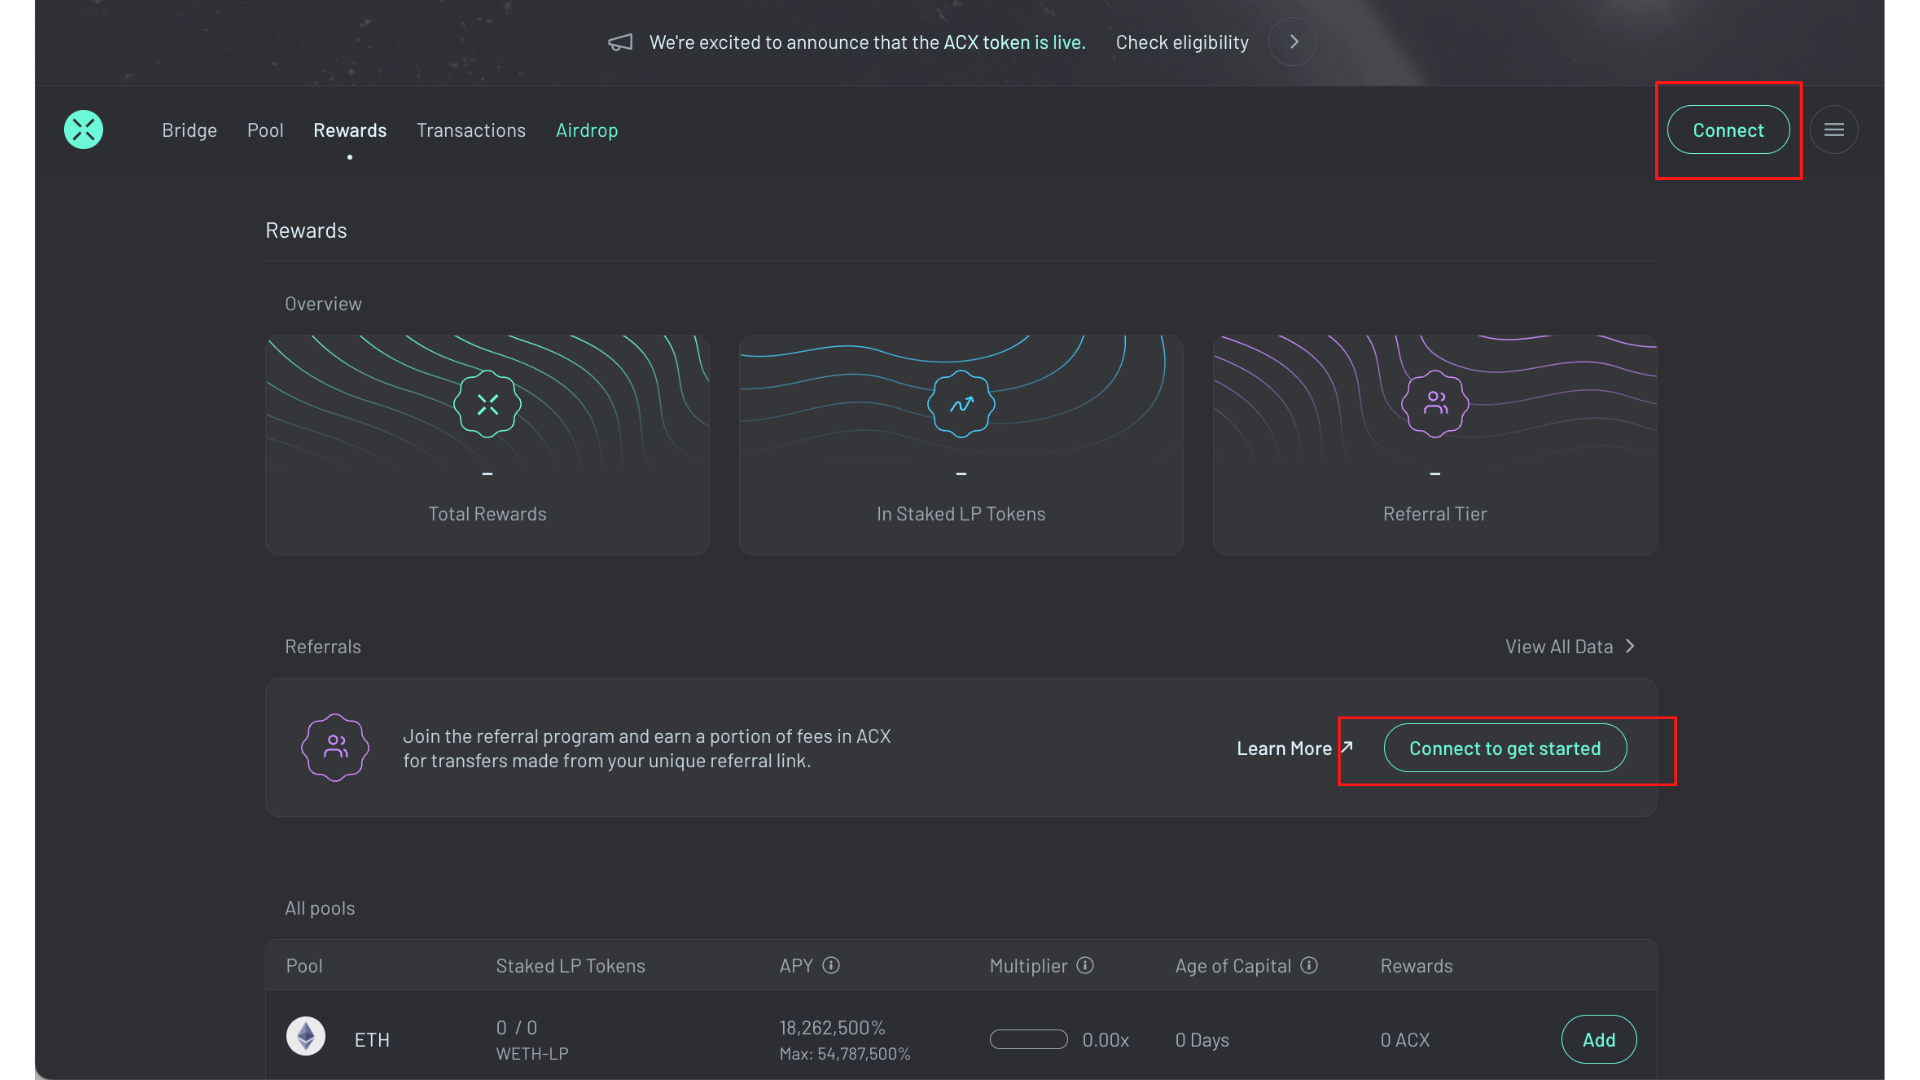 We're excited to announce that the ACX token is live. Check eligibility
Bridge Pool Rewards Transactions Airdrop Connect
Rewards
Overview
– – –
Total Rewards In Staked LP Tokens Referral Tier
Referrals View All Data
Join the referral program and earn a portion of fees in ACX
for transfers made from your unique referral link.
Learn More Connect to get started
All pools
Pool Staked LP Tokens APY Multiplier Age of Capital Rewards
ETH 0 / 0 18,262,500% 0.00x 0 Days 0 ACX Add
WETH-LP Max: 54,787,500%